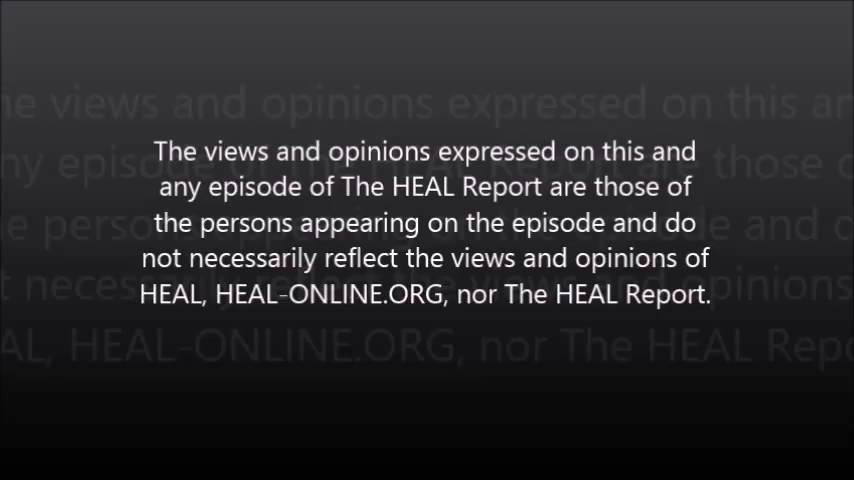 The views and opinions expressed on this and
any episode of The HEAL Report are those of
the persons appearing on the episode and do
not necessarily reflect the views and opinions of
HEAL, HEAL-ONLINE.ORG, nor The HEAL Report.